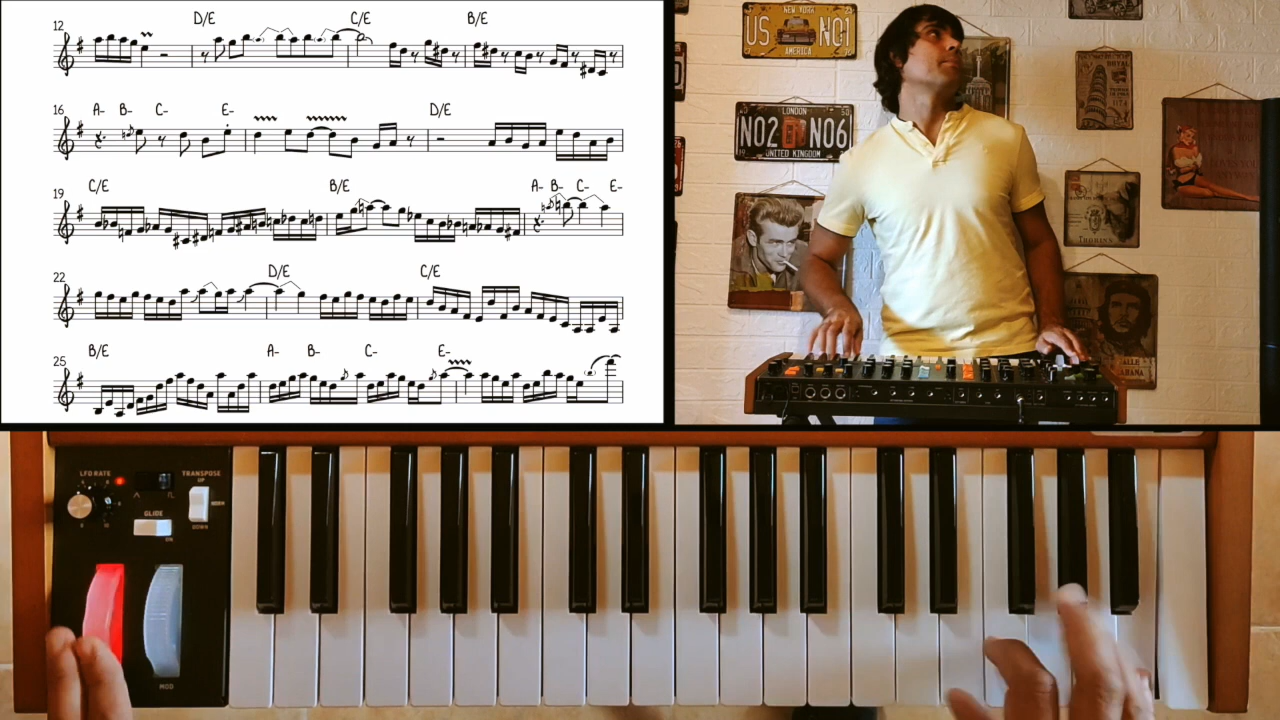 12
D/E
C/E
B/E
16
A- B- C- E-
D/E
19
C/E
B/E
A- B- C- E-
22
D/E
C/E
25
B/E
A- B- C- E-
NEW YORK
US NO1
AMERICA
LONDON
NO2 NO6
UNITED KINGDOM
LFO RATE
TRANSPOSE
UP
DOWN
GLIDE
ON
MOD